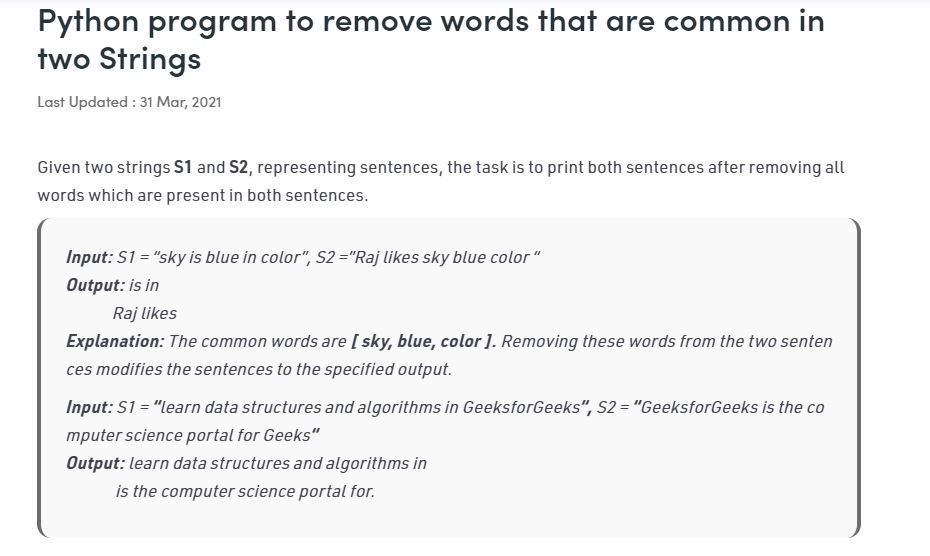 Python program to remove words that are common in
two Strings
Last Updated : 31 Mar, 2021
Given two strings S1 and S2, representing sentences, the task is to print both sentences after removing all
words which are present in both sentences.
Input: S1 = “sky is blue in color”, S2 =”Raj likes sky blue color “
Output: is in
Raj likes
Explanation: The common words are [ sky, blue, color ]. Removing these words from the two senten
ces modifies the sentences to the specified output.
Input: S1 = ”learn data structures and algorithms in GeeksforGeeks”, S2 = ”GeeksforGeeks is the co
mputer science portal for Geeks”
Output: learn data structures and algorithms in
is the computer science portal for.